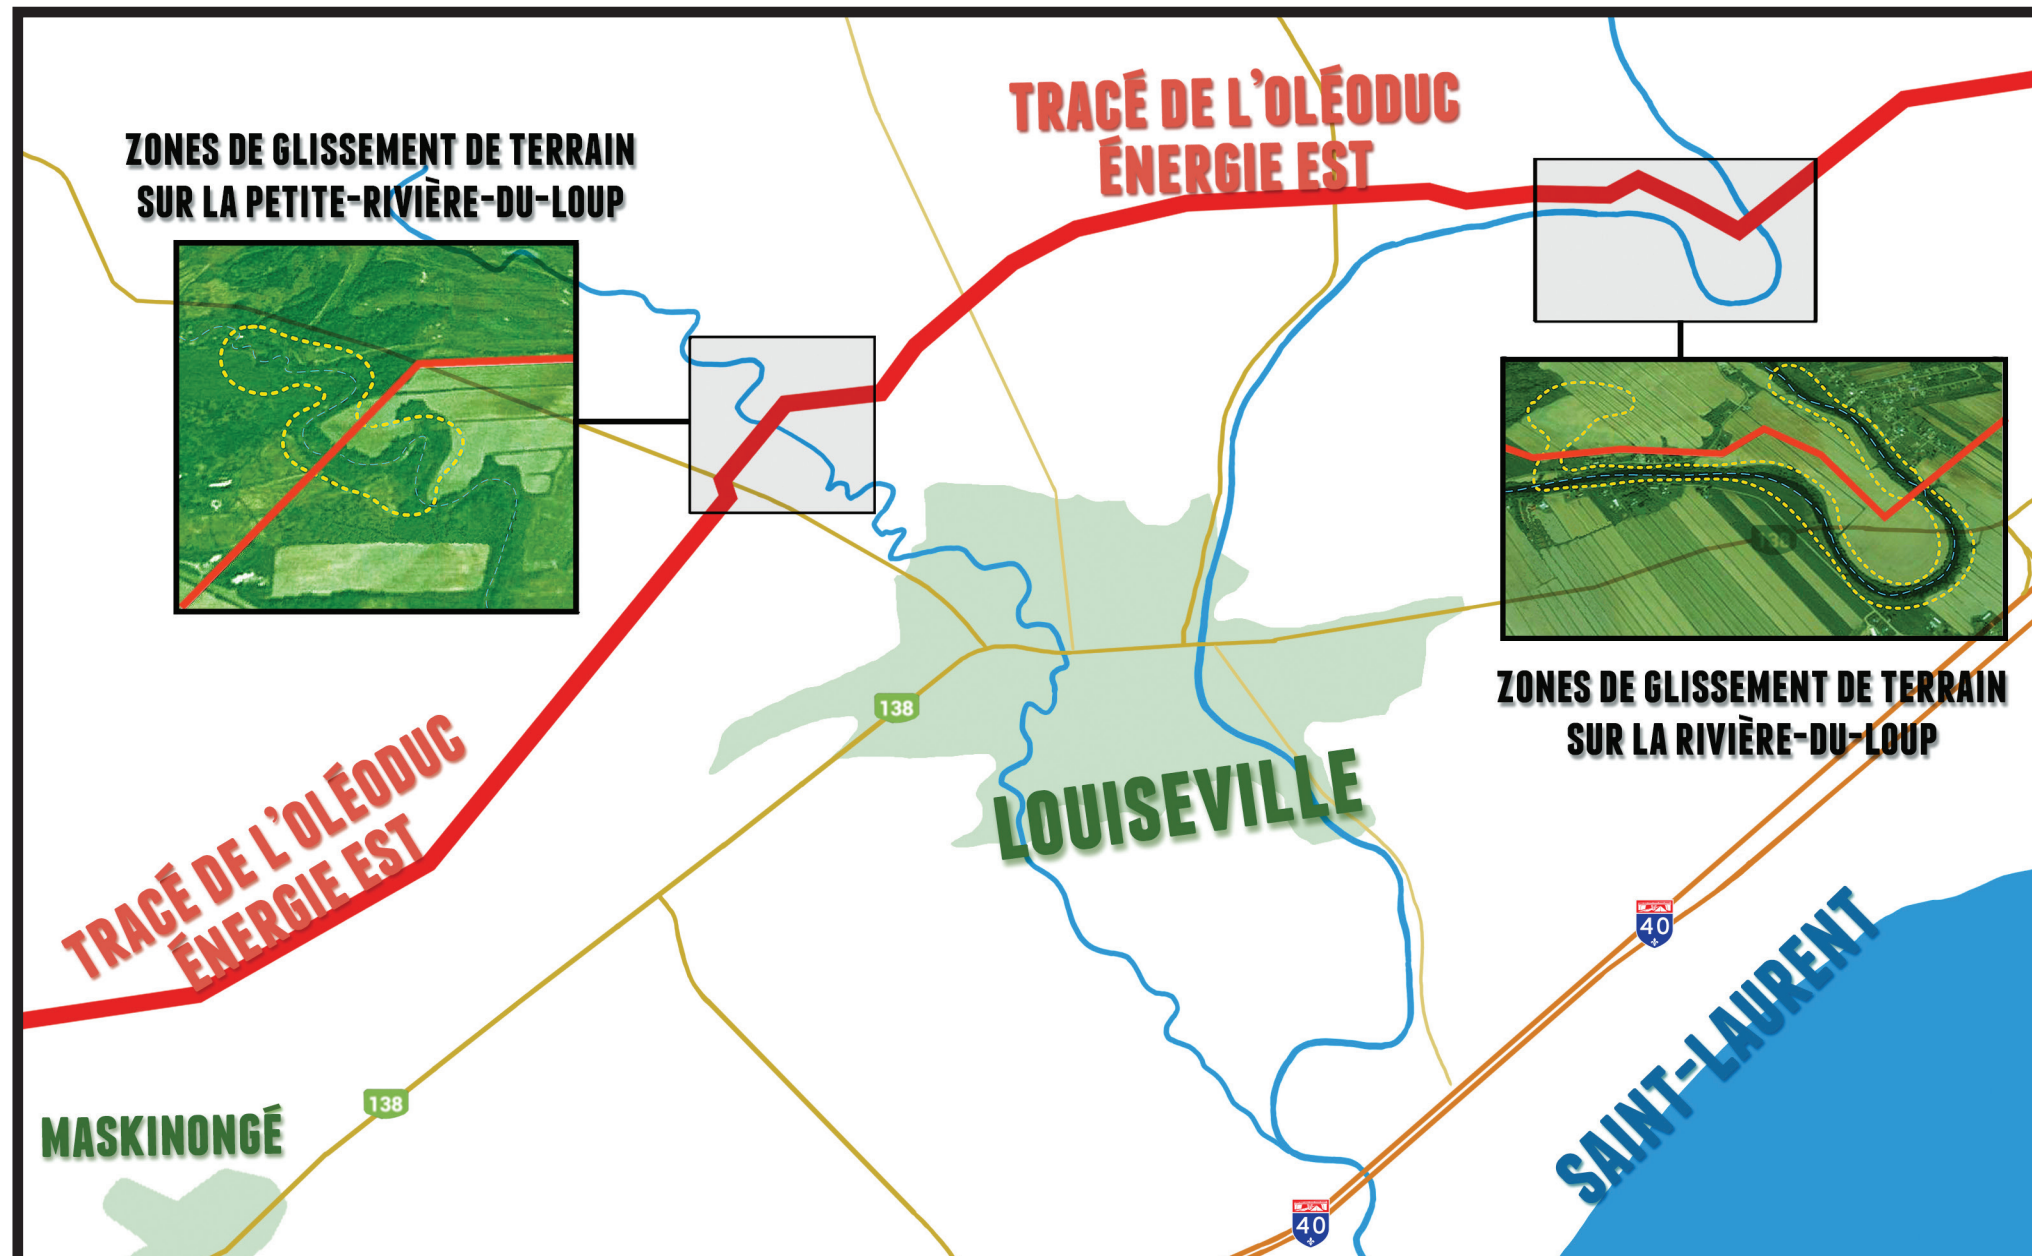 TRACÉ DE L'OLÉODUC
ÉNERGIE EST
ZONES DE GLISSEMENT DE TERRAIN
SUR LA PETITE-RIVIÈRE-DU-LOUP
138
ZONES DE GLISSEMENT DE TERRAIN
SUR LA RIVIÈRE-DU-LOUP
138
LOUISEVILLE
TRACÉ DE L'OLÉODUC
ÉNERGIE EST
40
SAINT-LAURENT
138
MASKINONGÉ
40